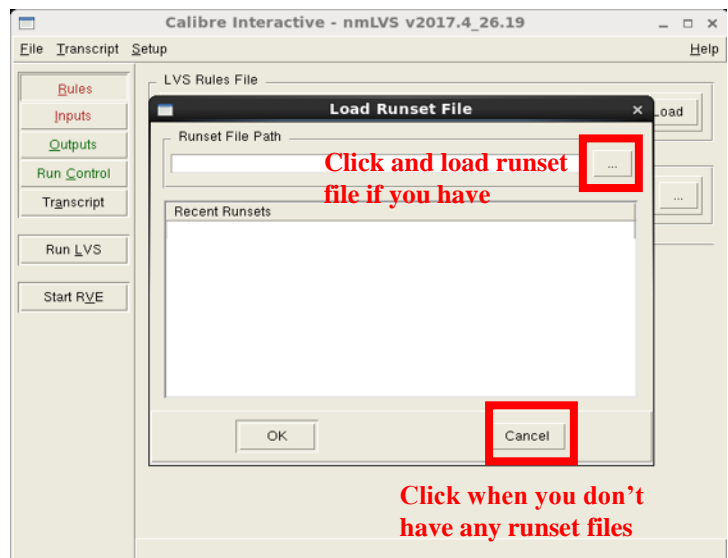 Calibre Interactive - nmLVS v2017.4_26.19
File Transcript Setup Help
Rules
Inputs
Outputs
Run Control
Transcript
Run LVS
Start RVE
LVS Rules File
Load Runset File
Runset File Path
...
Click and load runset
file if you have
Recent Runsets
OK
Cancel
Click when you don’t
have any runset files
...